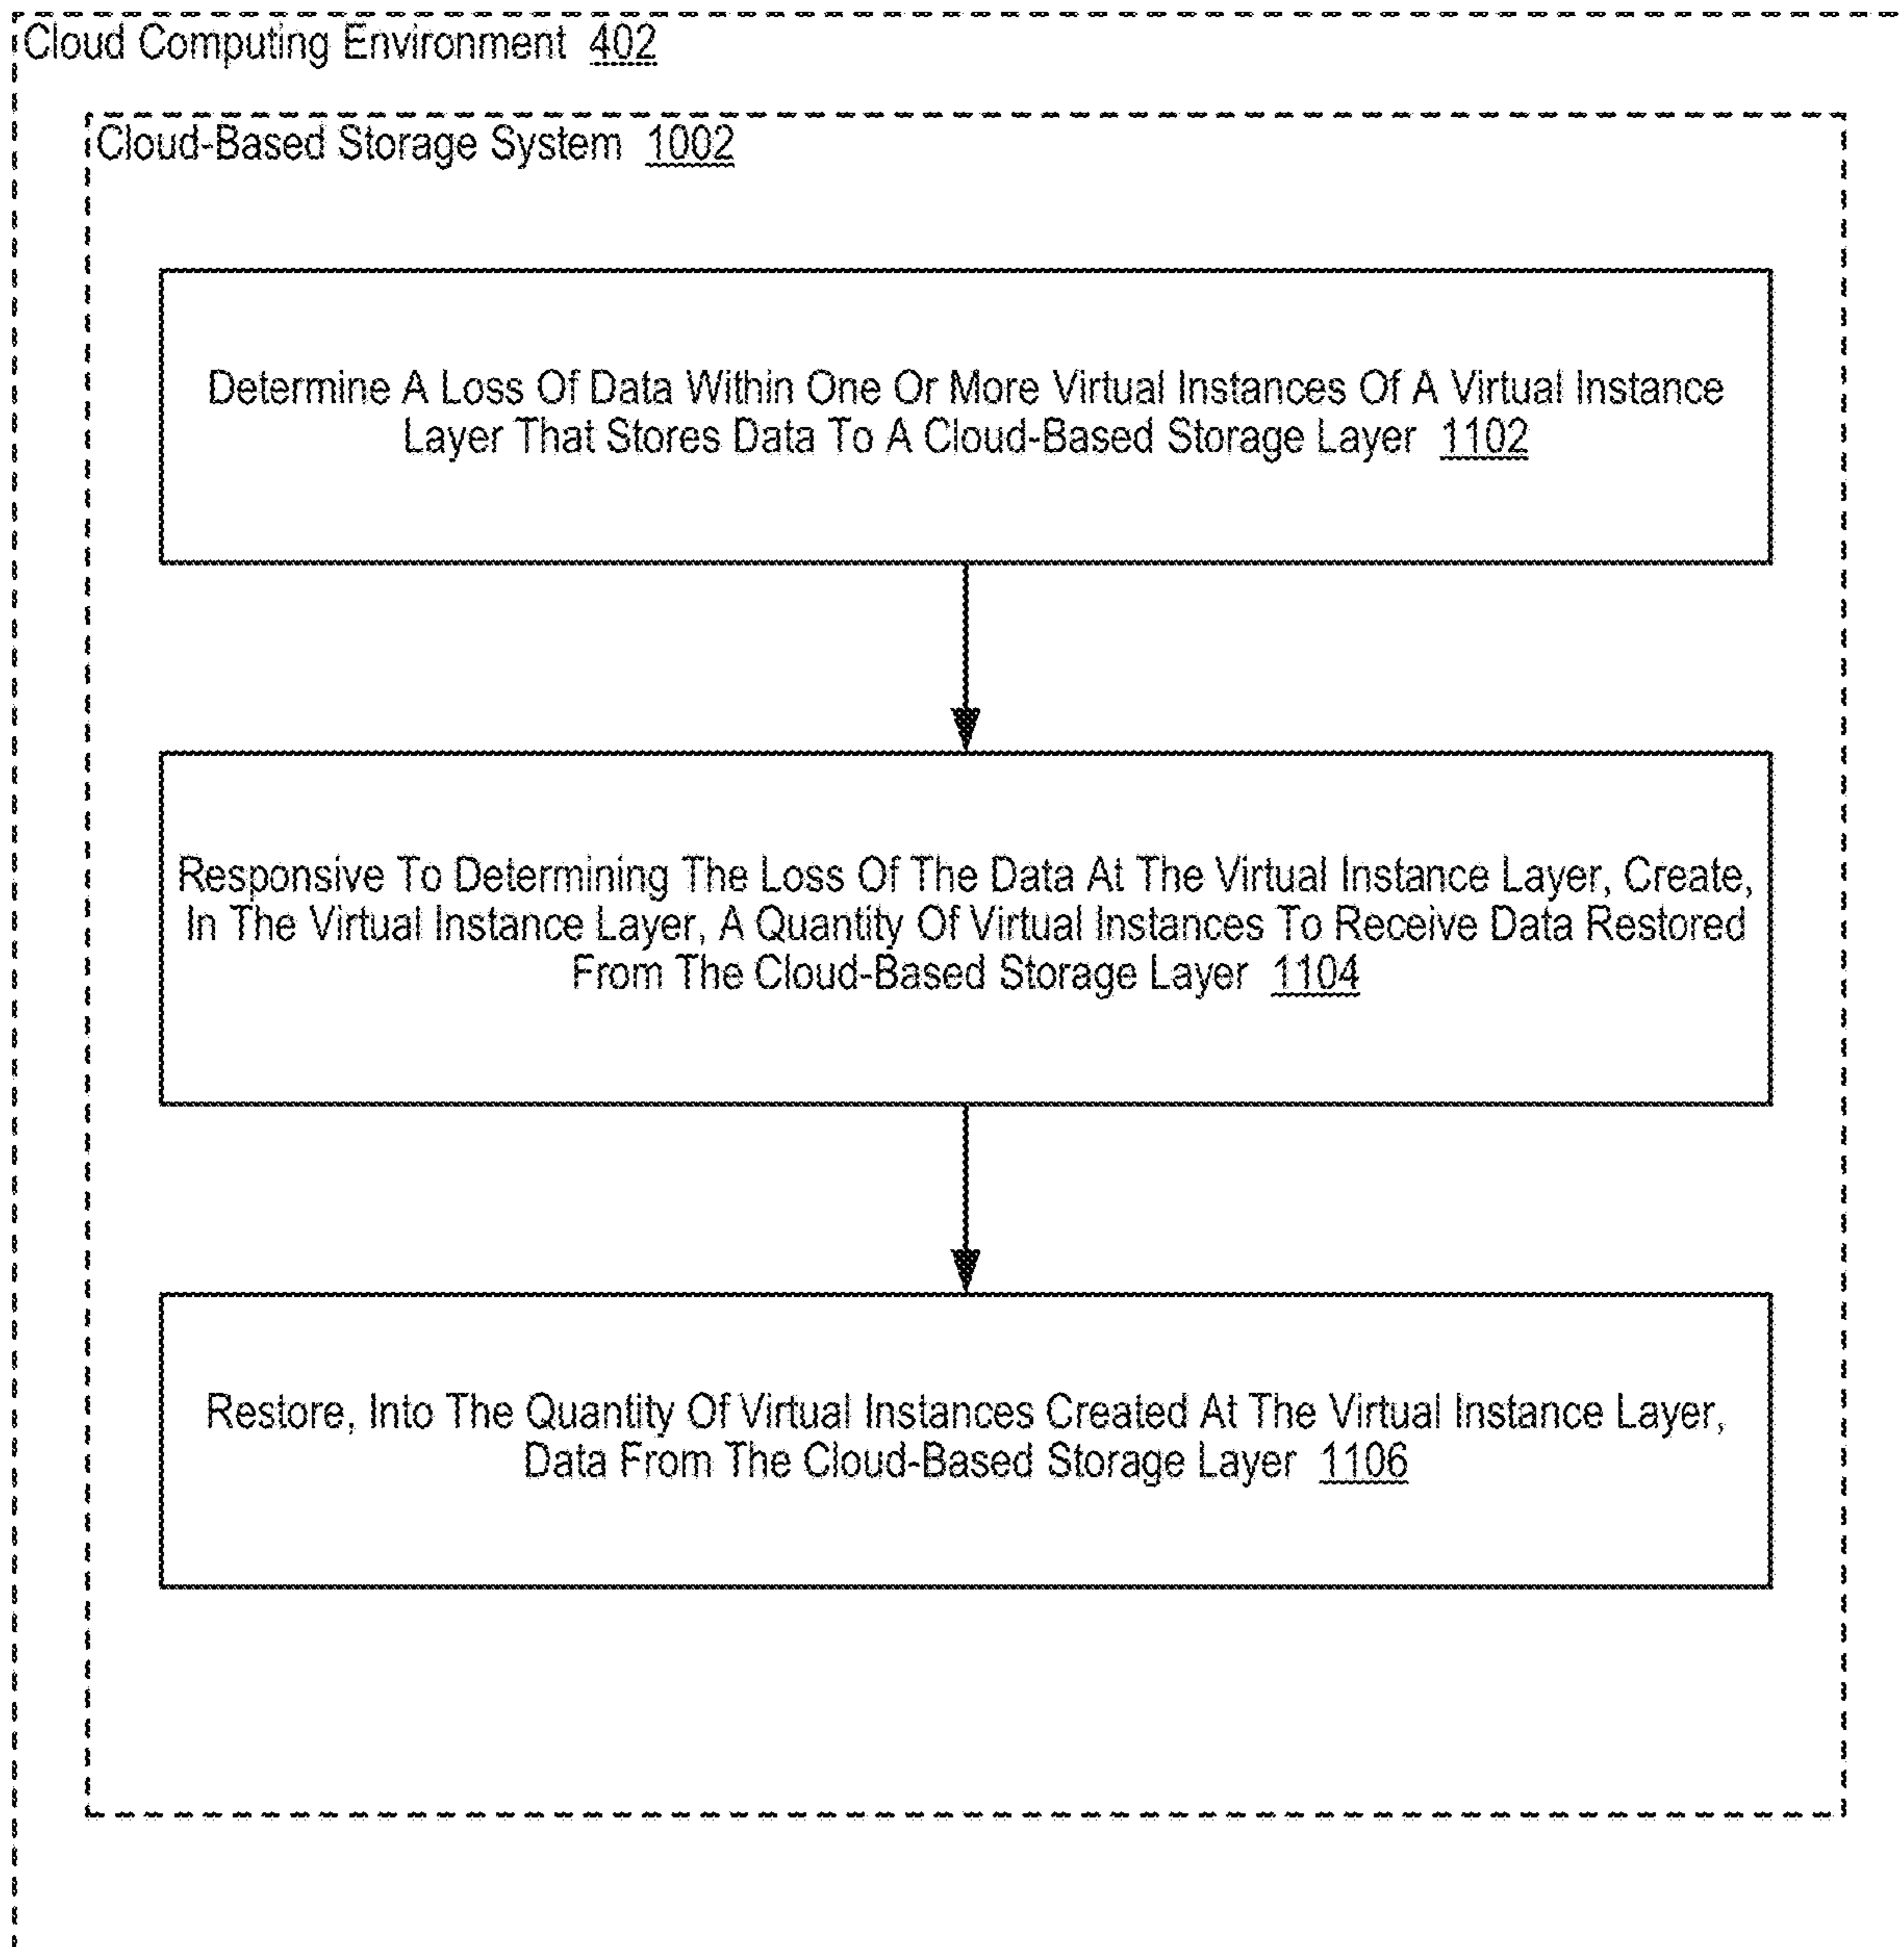 Cloud Computing Environment 402
Cloud-Based Storage System 1002
Determine A Loss Of Data Within One Or More Virtual Instances Of A Virtual Instance
Layer That Stores Data To A Cloud-Based Storage Layer 1102
Responsive To Determining The Loss Of The Data At The Virtual Instance Layer, Create,
In The Virtual Instance Layer, A Quantity Of Virtual Instances To Receive Data Restored
From The Cloud-Based Storage Layer 1104
Restore, Into The Quantity Of Virtual Instances Created At The Virtual Instance Layer,
Data From The Cloud-Based Storage Layer 1106